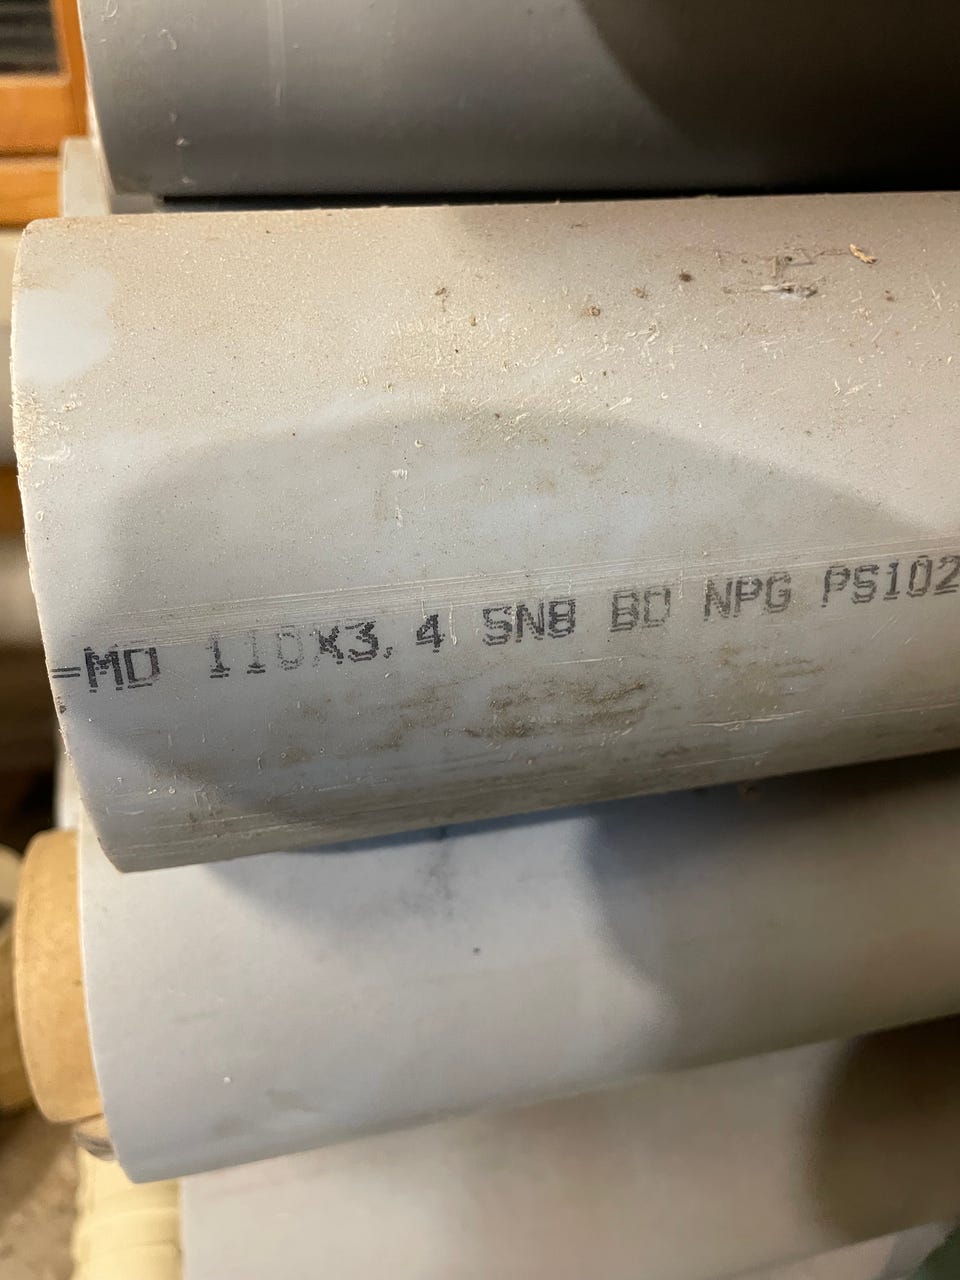 =MD 110X3.4 SN8 BD NPG PS102